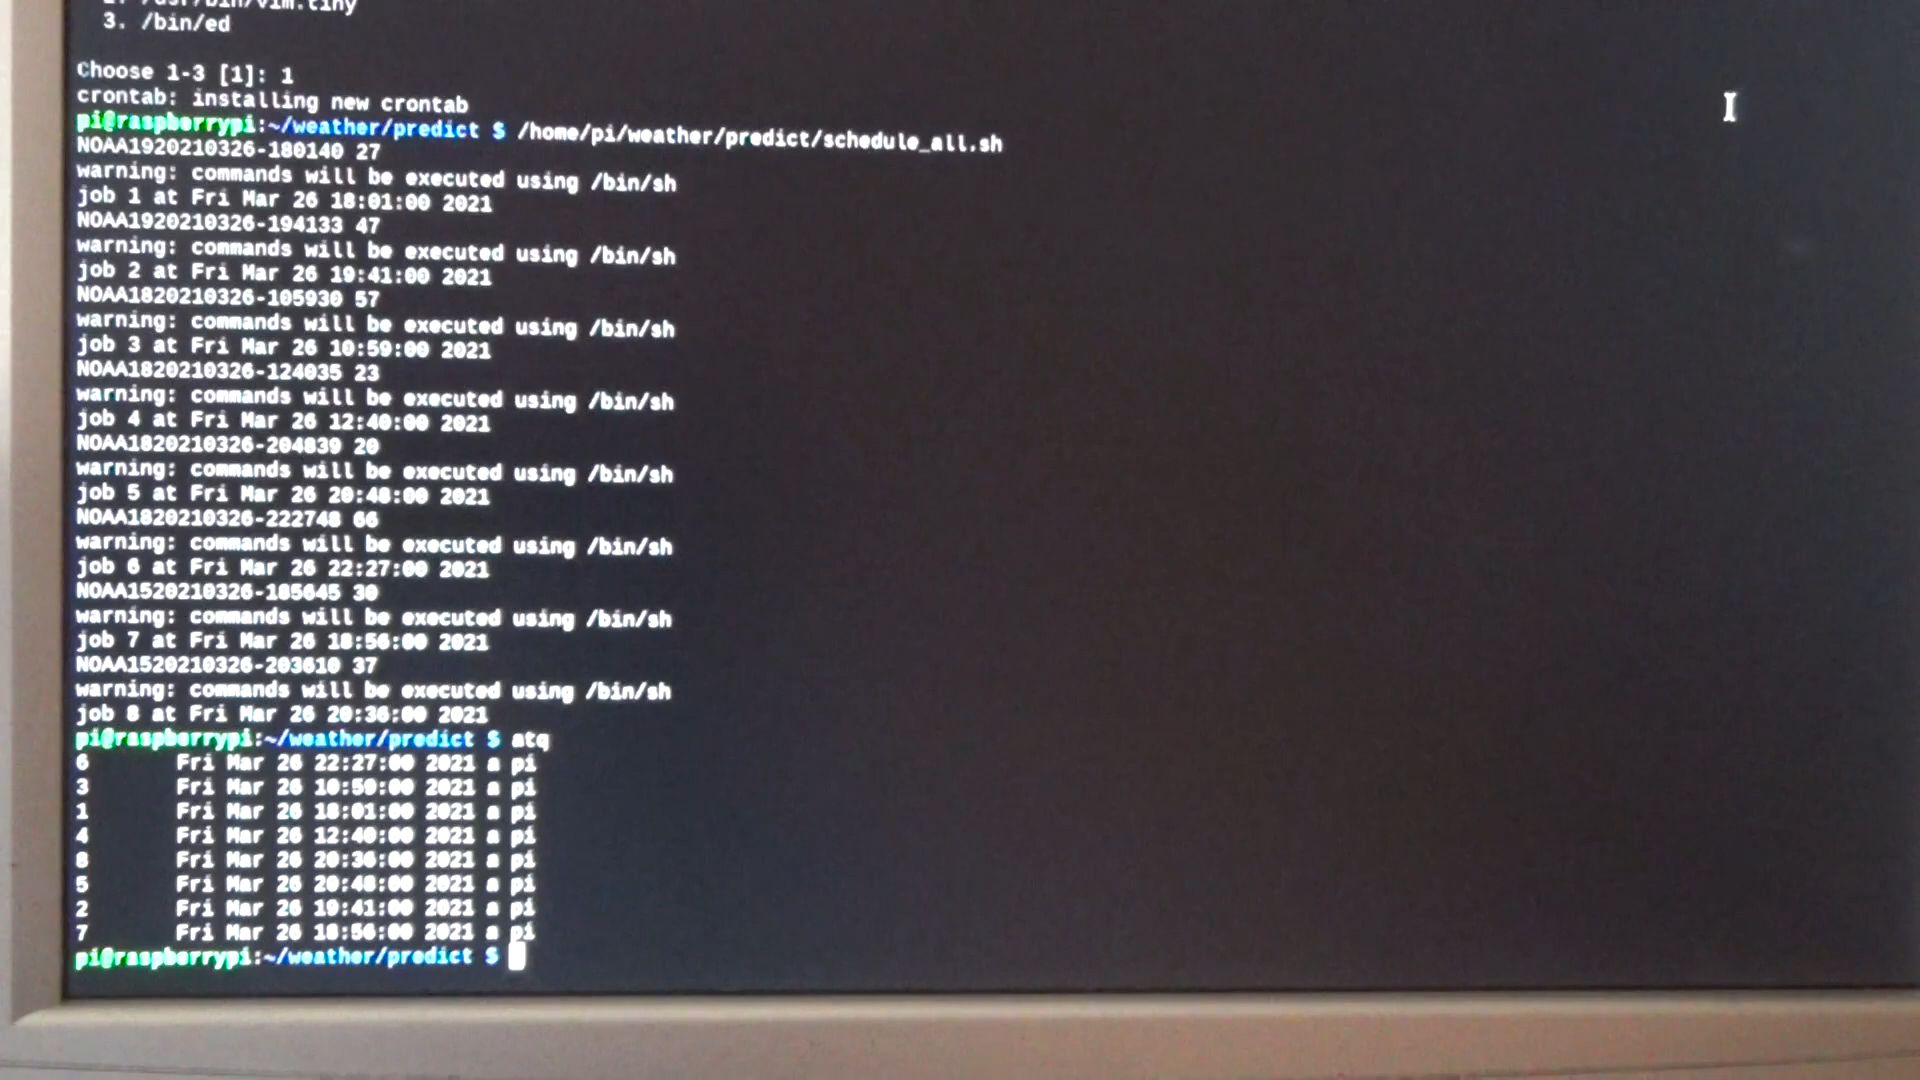 2. /usr/bin/vim.tiny
3. /bin/ed
Choose 1-3 [1]: 1
crontab: installing new crontab
pi@raspberrypi:~/weather/predict $ /home/pi/weather/predict/schedule_all.sh
NOAA1920210326-180140 27
warning: commands will be executed using /bin/sh
job 1 at Fri Mar 26 18:01:00 2021
NOAA1920210326-194133 47
warning: commands will be executed using /bin/sh
job 2 at Fri Mar 26 19:41:00 2021
NOAA1820210326-105930 57
warning: commands will be executed using /bin/sh
job 3 at Fri Mar 26 10:59:00 2021
NOAA1820210326-124035 23
warning: commands will be executed using /bin/sh
job 4 at Fri Mar 26 12:40:00 2021
NOAA1820210326-204839 20
warning: commands will be executed using /bin/sh
job 5 at Fri Mar 26 20:48:00 2021
NOAA1820210326-222748 66
warning: commands will be executed using /bin/sh
job 6 at Fri Mar 26 22:27:00 2021
NOAA1520210326-185645 30
warning: commands will be executed using /bin/sh
job 7 at Fri Mar 26 18:56:00 2021
NOAA1520210326-203610 37
warning: commands will be executed using /bin/sh
job 8 at Fri Mar 26 20:36:00 2021
pi@raspberrypi:~/weather/predict $ atq
6 Fri Mar 26 22:27:00 2021 a pi
3 Fri Mar 26 10:59:00 2021 a pi
1 Fri Mar 26 18:01:00 2021 a pi
4 Fri Mar 26 12:40:00 2021 a pi
8 Fri Mar 26 20:36:00 2021 a pi
5 Fri Mar 26 20:48:00 2021 a pi
2 Fri Mar 26 19:41:00 2021 a pi
7 Fri Mar 26 18:56:00 2021 a pi
pi@raspberrypi:~/weather/predict $